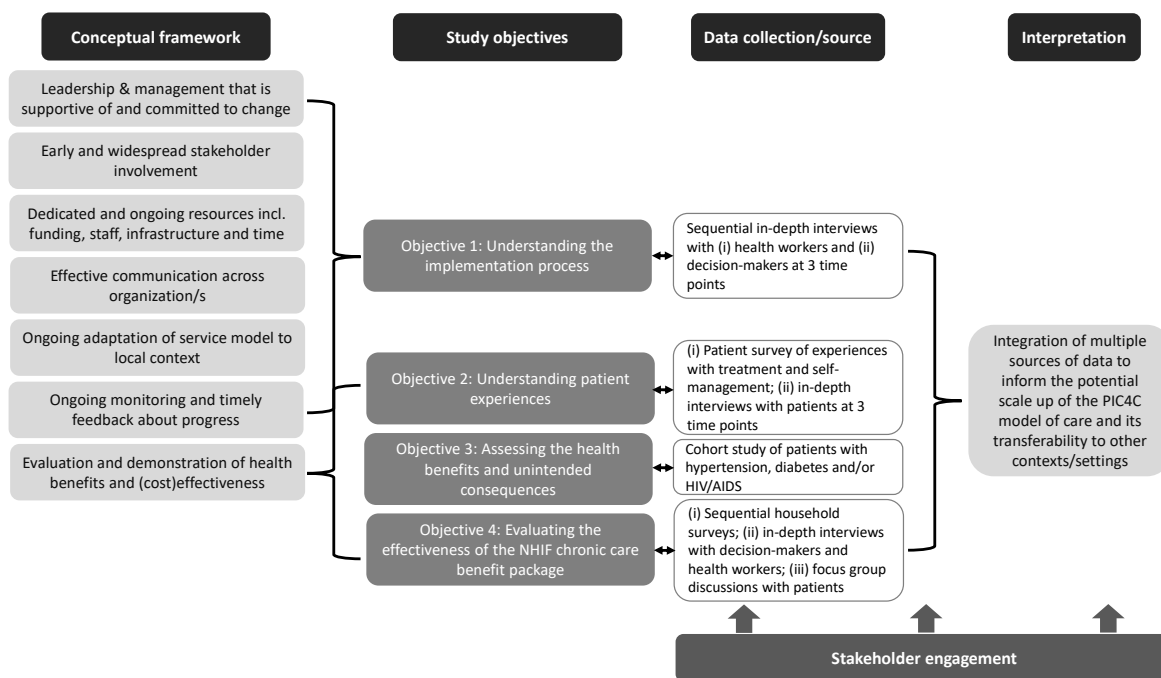 Conceptual framework
Study objectives
Data collection/source
Interpretation
Leadership & management that is
supportive of and committed to change
Early and widespread stakeholder
involvement
Dedicated and ongoing resources incl.
funding, staff, infrastructure and time
Effective communication across
organization/s
Ongoing adaptation of service model to
local context
Ongoing monitoring and timely
feedback about progress
Evaluation and demonstration of health
benefits and (cost)effectiveness
Objective 1: Understanding the
implementation process
Objective 2: Understanding patient
experiences
Objective 3: Assessing the health
benefits and unintended
consequences
Objective 4: Evaluating the
effectiveness of the NHIF chronic care
benefit package
Sequential in-depth interviews
with (i) health workers and (ii)
decision-makers at 3 time
points
(i) Patient survey of experiences
with treatment and self-
management; (ii) in-depth
interviews with patients at 3
time points
Cohort study of patients with
hypertension, diabetes and/or
HIV/AIDS
(i) Sequential household
surveys; (ii) in-depth interviews
with decision-makers and
health workers; (iii) focus group
discussions with patients
Integration of multiple
sources of data to
inform the potential
scale up of the PIC4C
model of care and its
transferability to other
contexts/settings
Stakeholder engagement